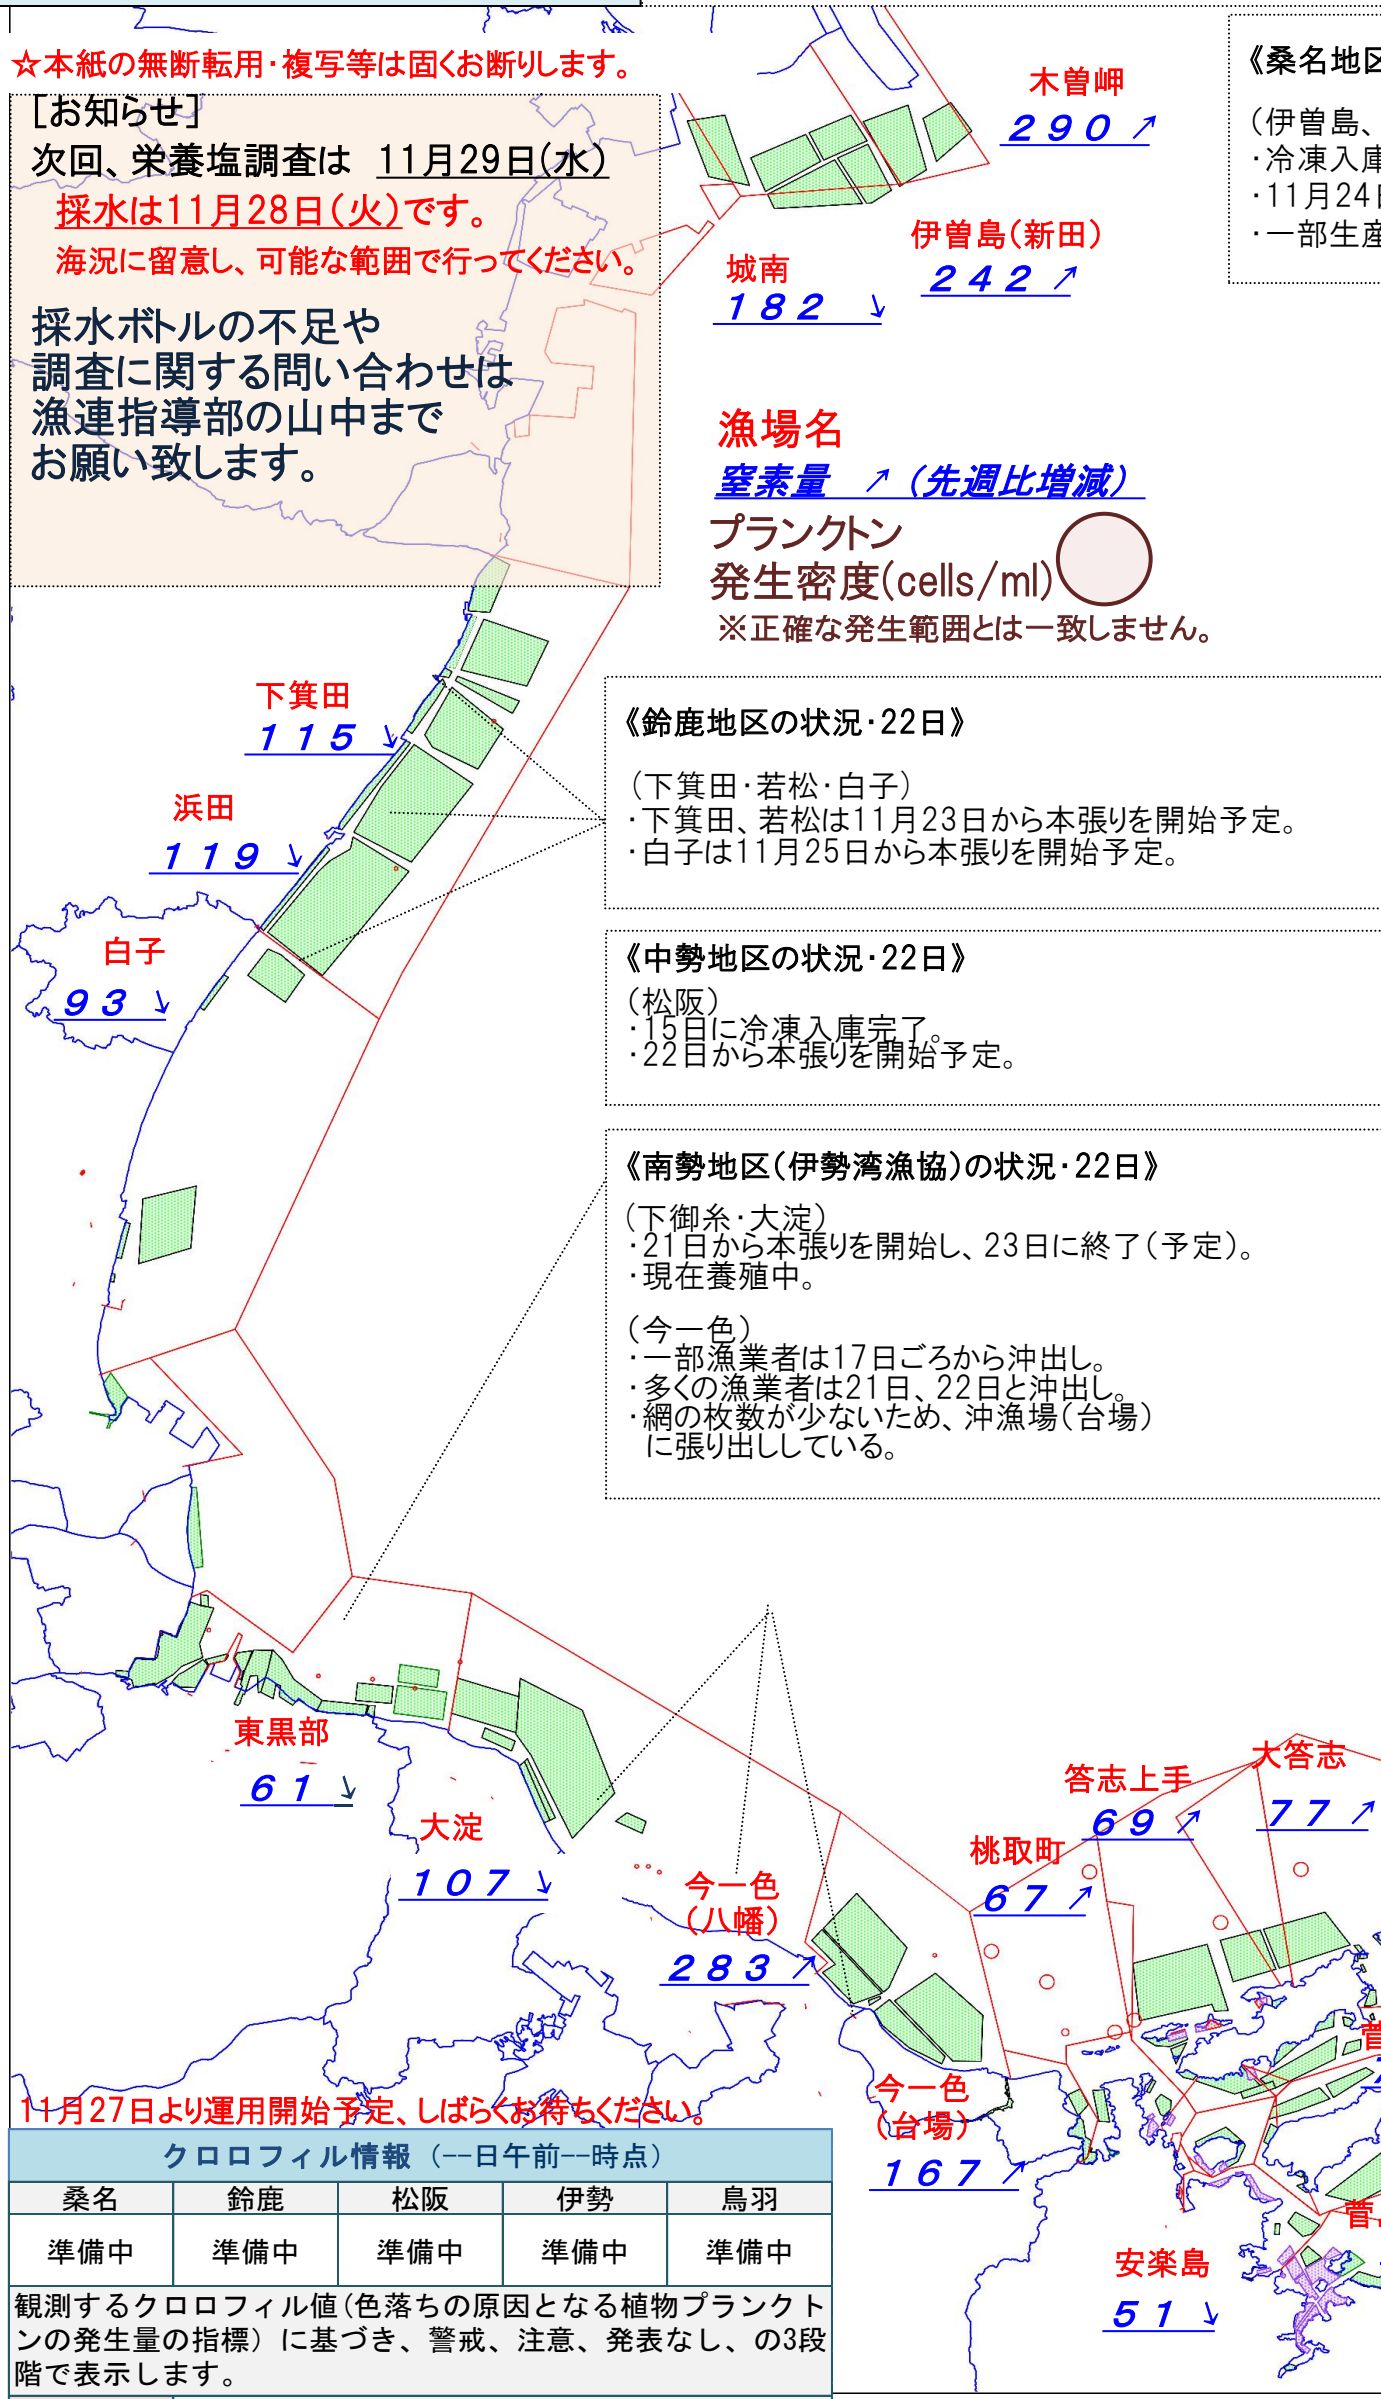 ☆本紙の無断転用・複写等は固くお断りします。
[お知らせ]
次回、栄養塩調査は 11月29日(水)
採水は11月28日(火)です。
海況に留意し、可能な範囲で行ってください。
採水ボトルの不足や
調査に関する問い合わせは
漁連指導部の山中まで
お願い致します。
木曽岬
290 ↗
伊曽島(新田)
242 ↗
城南
182 ↘
《桑名地区
(伊曽島、
・冷凍入庫
・11月24日
・一部生産
漁場名
窒素量 ↗ (先週比増減)
プランクトン
発生密度(cells/ml)
※正確な発生範囲とは一致しません。
下箕田
115 ↘
浜田
119 ↘
白子
93 ↘
《鈴鹿地区の状況・22日》
(下箕田・若松・白子)
・下箕田、若松は11月23日から本張りを開始予定。
・白子は11月25日から本張りを開始予定。
《中勢地区の状況・22日》
(松阪)
・15日に冷凍入庫完了。
・22日から本張りを開始予定。
《南勢地区(伊勢湾漁協)の状況・22日》
(下御糸・大淀)
・21日から本張りを開始し、23日に終了(予定)。
・現在養殖中。
(今一色)
・一部漁業者は17日ごろから沖出し。
・多くの漁業者は21日、22日と沖出し。
・網の枚数が少ないため、沖漁場(台場)
に張り出ししている。
東黒部
61 ↘
大淀
107 ↘
今一色
(八幡)
283 ↗
桃取町
67 ↗
答志上手
69 ↗
大答志
77 ↗
今一色
(台場)
167 ↗
菅
菅
安楽島
51 ↘
11月27日より運用開始予定、しばらくお待ちください。
クロロフィル情報 (--日午前--時点)
桑名 鈴鹿 松阪 伊勢 鳥羽
準備中 準備中 準備中 準備中 準備中
観測するクロロフィル値(色落ちの原因となる植物プランクト
ンの発生量の指標) に基づき、警戒、注意、発表なし、の3段
階で表示します。